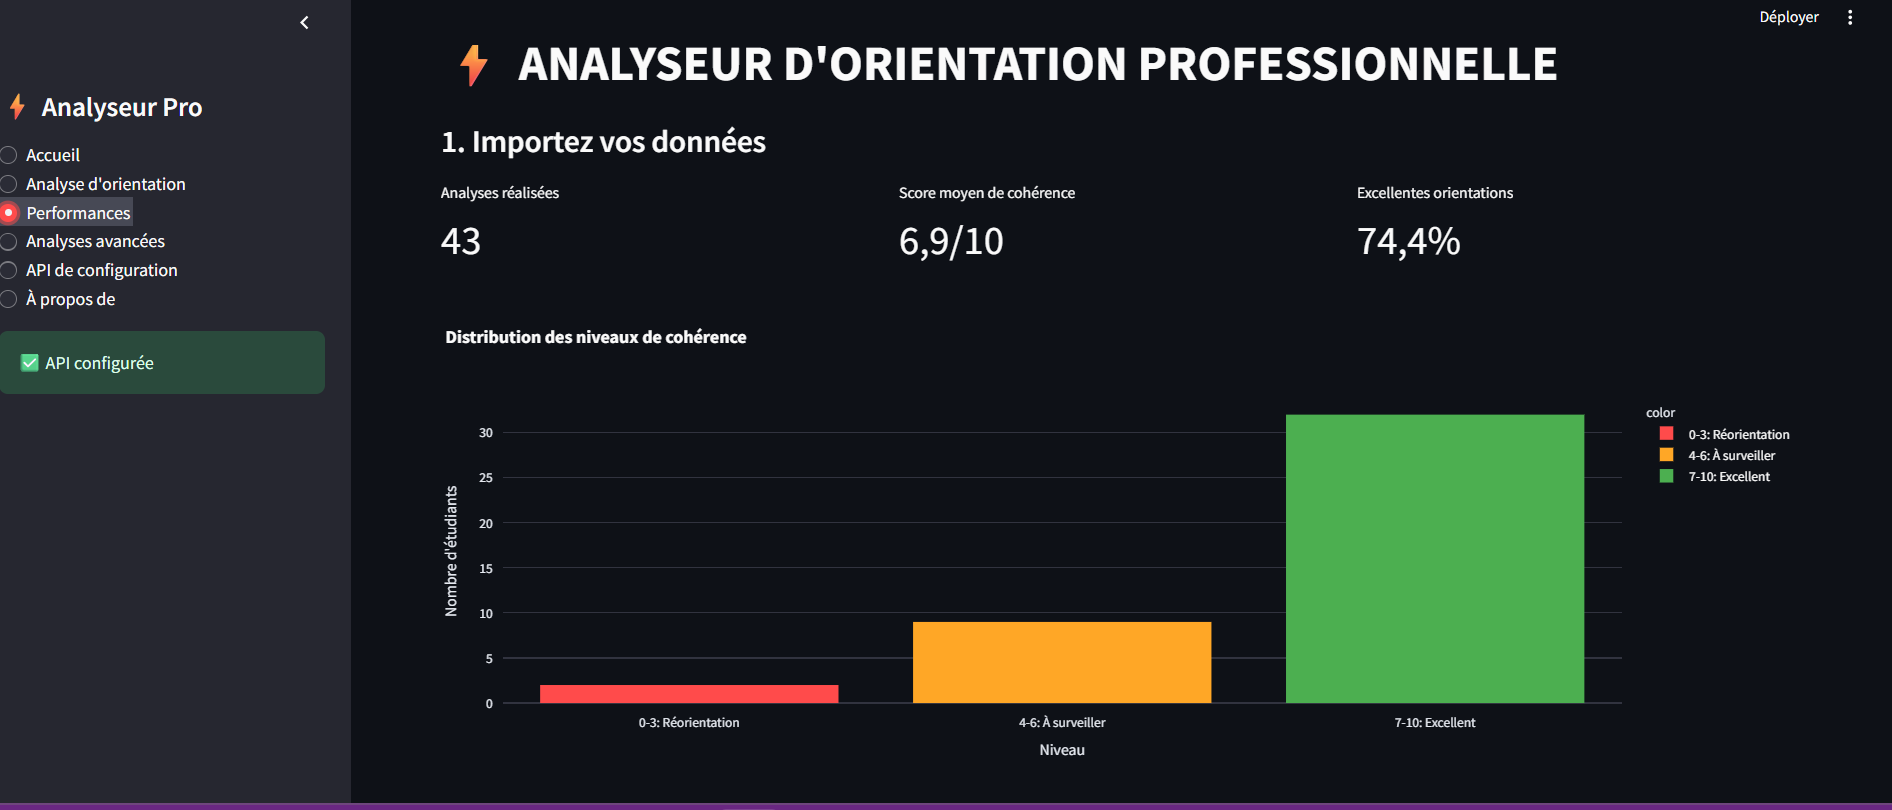 Déployer
Analyseur Pro
Accueil
Analyse d'orientation
Performances
Analyses avancées
API de configuration
À propos de
API configurée
ANALYSEUR D'ORIENTATION PROFESSIONNELLE
1. Importez vos données
Analyses réalisées
43
Score moyen de cohérence
6,9/10
Excellentes orientations
74,4%
Distribution des niveaux de cohérence
Nombre d'étudiants
30
25
20
15
10
5
0
0-3: Réorientation
4-6: À surveiller
7-10: Excellent
Niveau
color
0-3: Réorientation
4-6: À surveiller
7-10: Excellent